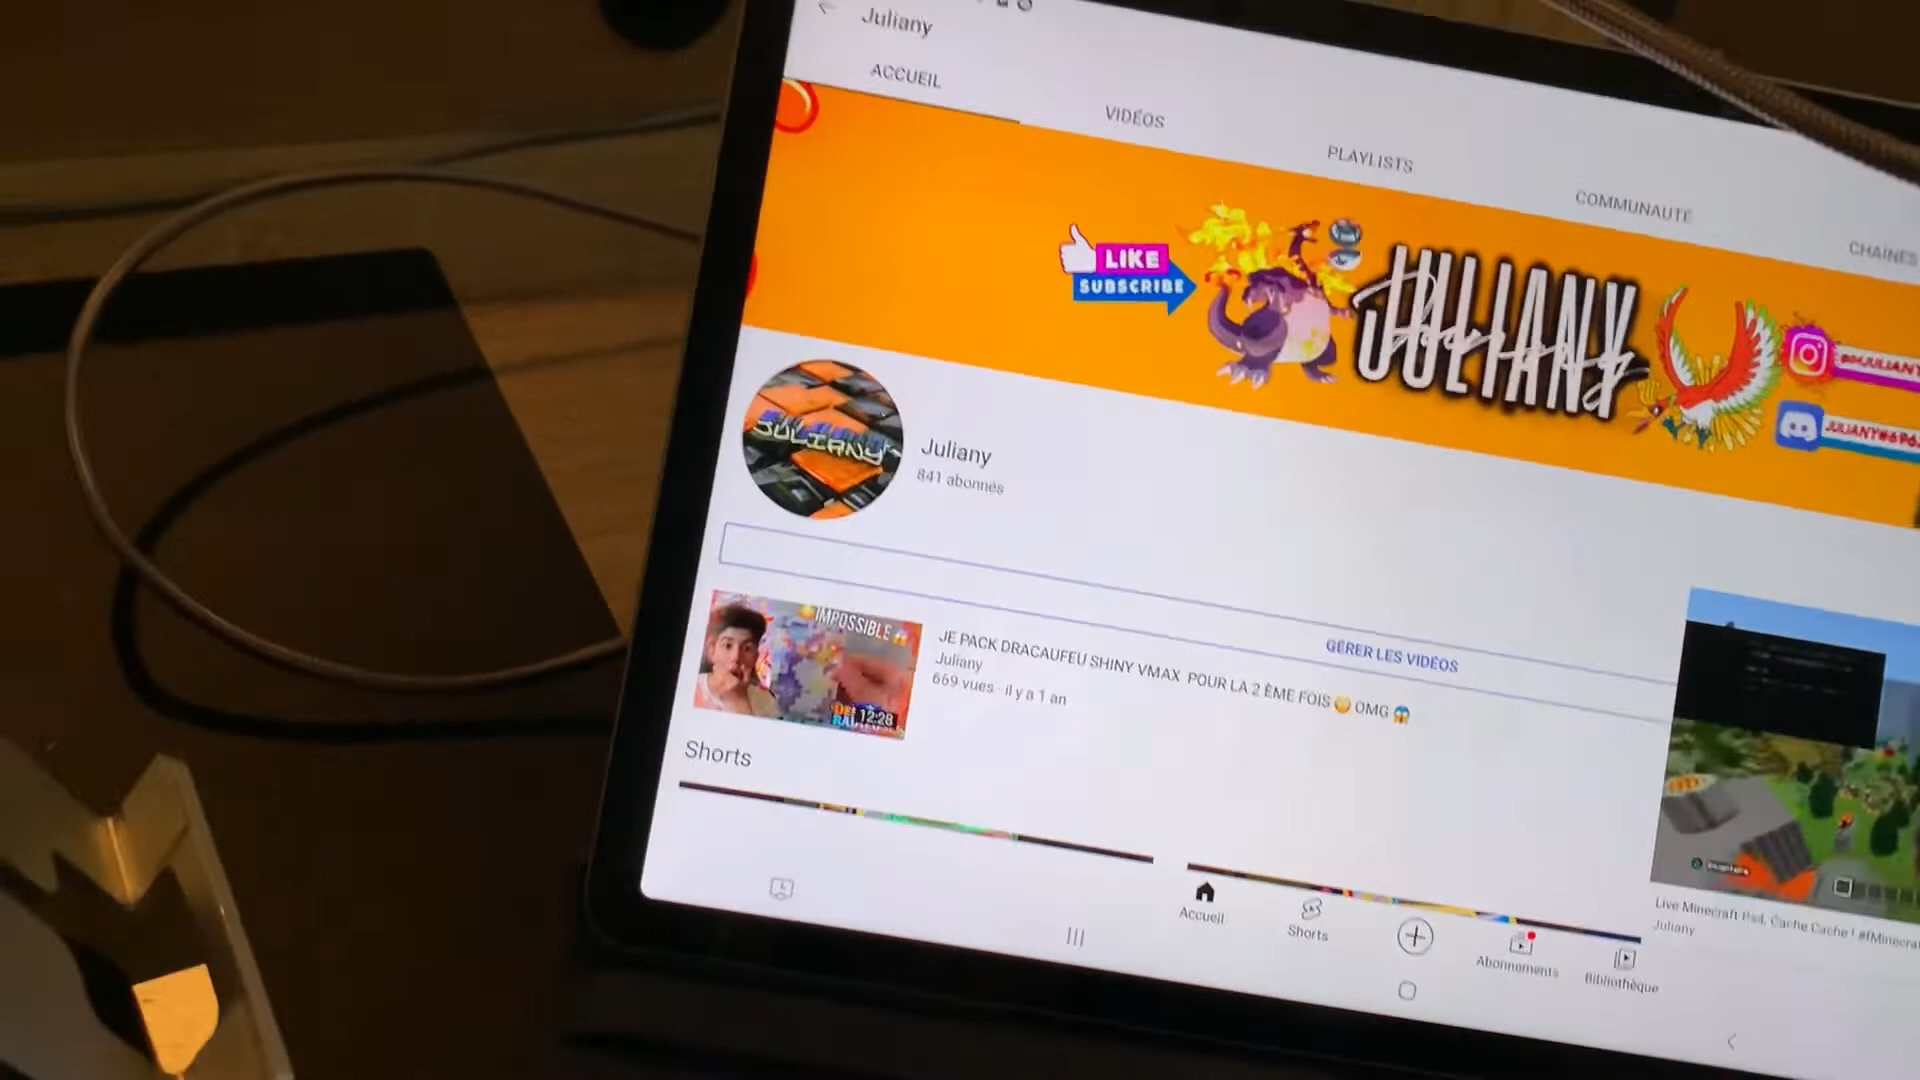 Juliany
ACCUEIL
VIDÉOS
PLAYLISTS
COMMUNAUTÉ
CHAÎNES
LIKE
SUBSCRIBE
JULIANY
JULIANY
Juliany
841 abonnés
GÉRER LES VIDÉOS
IMPOSSIBLE
12:28
JE PACK DRACAUFEU SHINY VMAX POUR LA 2 ÈME FOIS 😳 OMG 😱
Juliany
669 vues · il y a 1 an
Shorts
Live Minecraft Ps4, Cache Cache ! #Minecra
Juliany
Accueil
Shorts
Abonnements
Bibliothèque